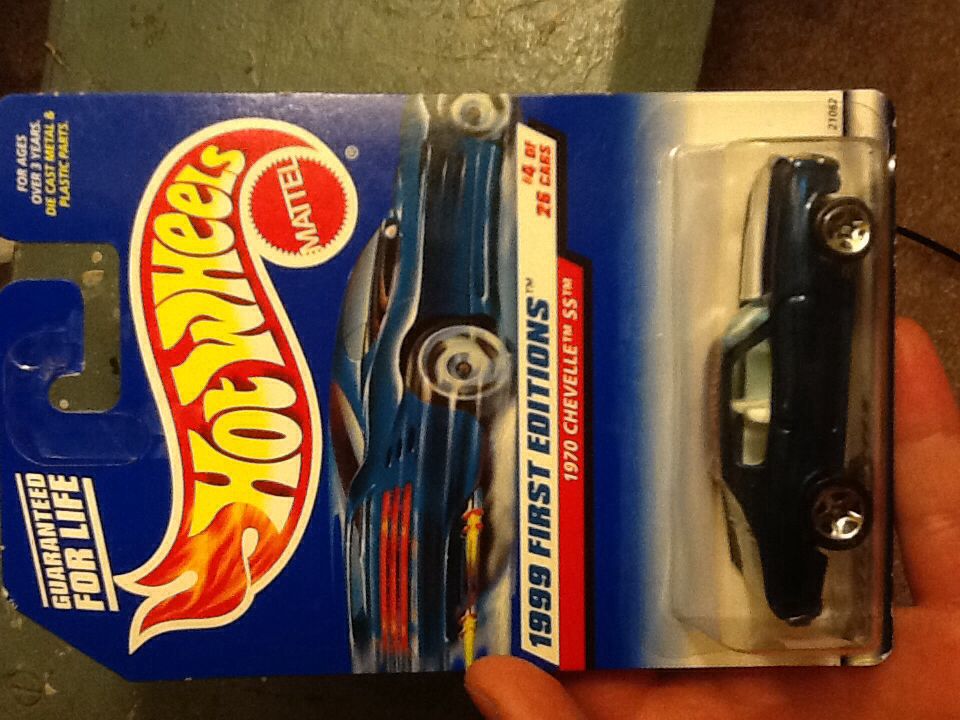 GUARANTEED
FOR LIFE
FOR AGES
OVER 3 YEARS.
DIE CAST METAL &
PLASTIC PARTS.
HOT WHEELS
®
MATTEL
#4 OF
26 CARS
1999 FIRST EDITIONS™
1970 CHEVELLE™ SS™
21062